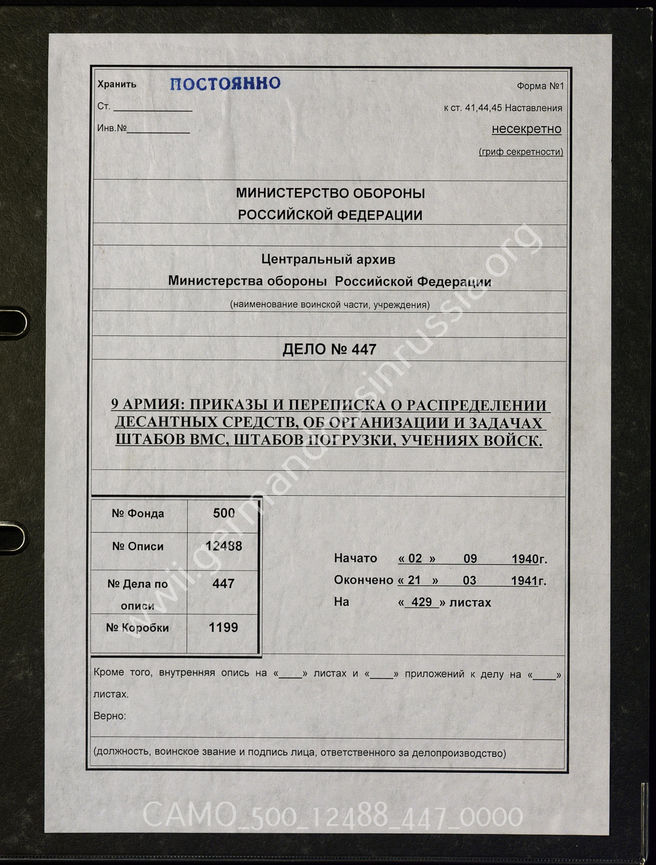 Хранить ПОСТОЯННО Форма №1
Ст. ______________ к ст. 41,44,45 Наставления
Инв.№___________ несекретно
(гриф секретности)
МИНИСТЕРСТВО ОБОРОНЫ
РОССИЙСКОЙ ФЕДЕРАЦИИ
Центральный архив
Министерства обороны Российской Федерации
(наименование воинской части, учреждения)
ДЕЛО № 447
9 АРМИЯ: ПРИКАЗЫ И ПЕРЕПИСКА О РАСПРЕДЕЛЕНИИ
ДЕСАНТНЫХ СРЕДСТВ, ОБ ОРГАНИЗАЦИИ И ЗАДАЧАХ
ШТАБОВ ВМС, ШТАБОВ ПОГРУЗКИ, УЧЕНИЯХ ВОЙСК.
№ Фонда 500
№ Описи 12488
№ Дела по 447
описи
№ Коробки 1199
Начато « 02 » 09 1940г.
Окончено « 21 » 03 1941г.
На « 429 » листах
Кроме того, внутренняя опись на «____» листах и «____» приложений к делу на «____»
листах.
Верно:
(должность, воинское звание и подпись лица, ответственного за делопроизводство)
www.germandocsinrussia.org
CAMO_500_12488_447_0000